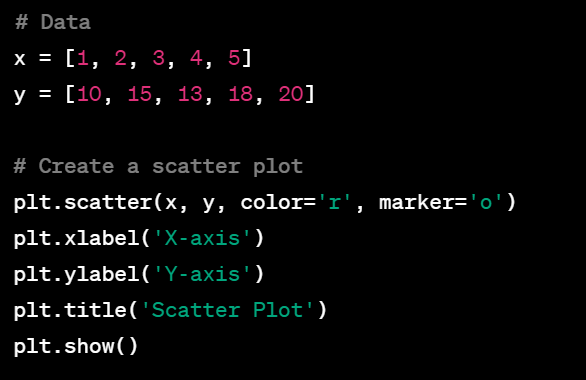 # Data
x = [1, 2, 3, 4, 5]
y = [10, 15, 13, 18, 20]
# Create a scatter plot
plt.scatter(x, y, color='r', marker='o')
plt.xlabel('X-axis')
plt.ylabel('Y-axis')
plt.title('Scatter Plot')
plt.show()